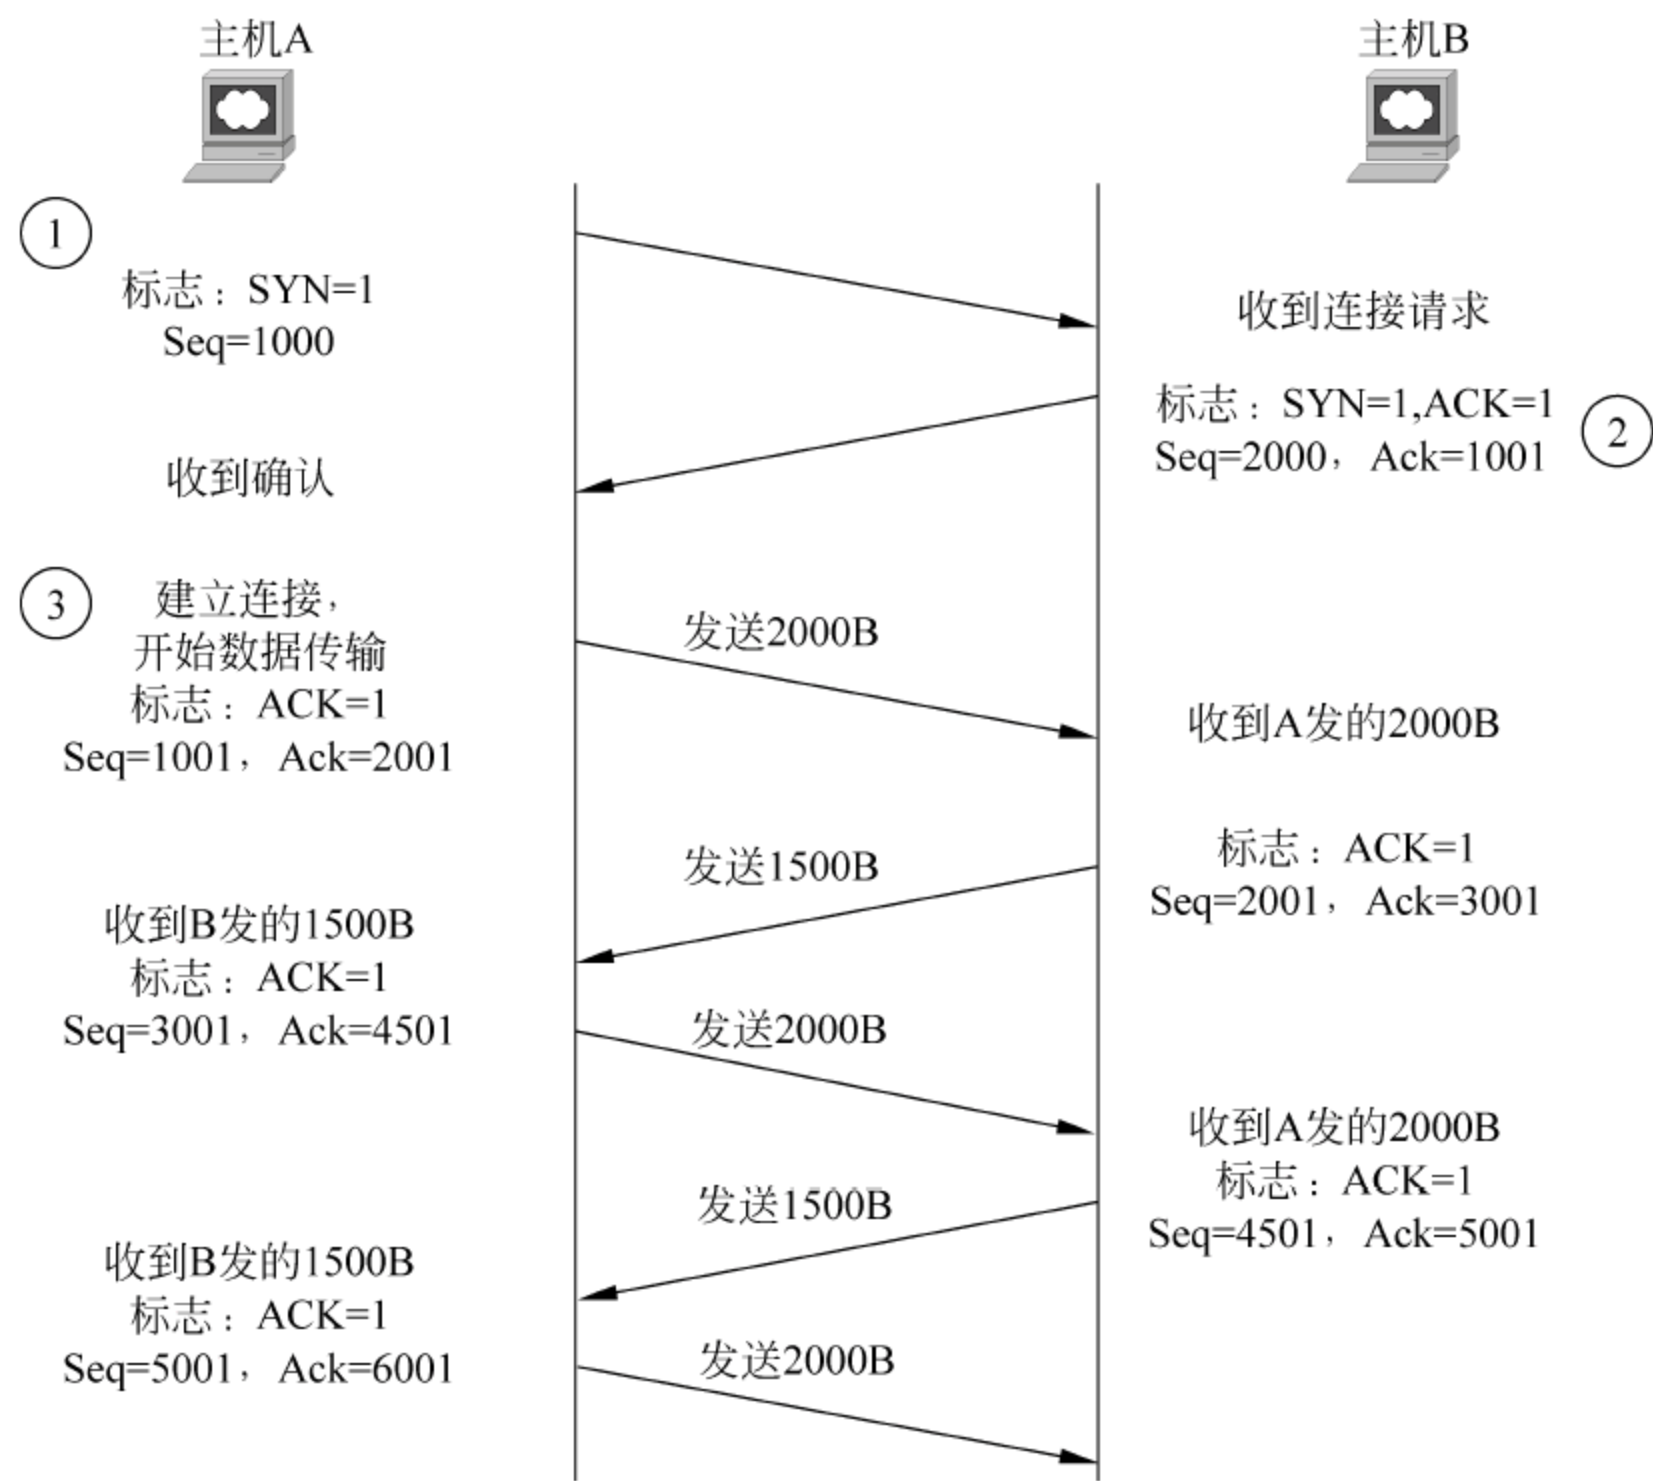 主机A
主机B
1
标志：SYN=1
Seq=1000
收到连接请求
标志：SYN=1,ACK=1
Seq=2000，Ack=1001
2
收到确认
3
建立连接，
开始数据传输
标志：ACK=1
Seq=1001，Ack=2001
发送2000B
收到A发的2000B
标志：ACK=1
Seq=2001，Ack=3001
发送1500B
收到B发的1500B
标志：ACK=1
Seq=3001，Ack=4501
发送2000B
收到A发的2000B
标志：ACK=1
Seq=4501，Ack=5001
发送1500B
收到B发的1500B
标志：ACK=1
Seq=5001，Ack=6001
发送2000B